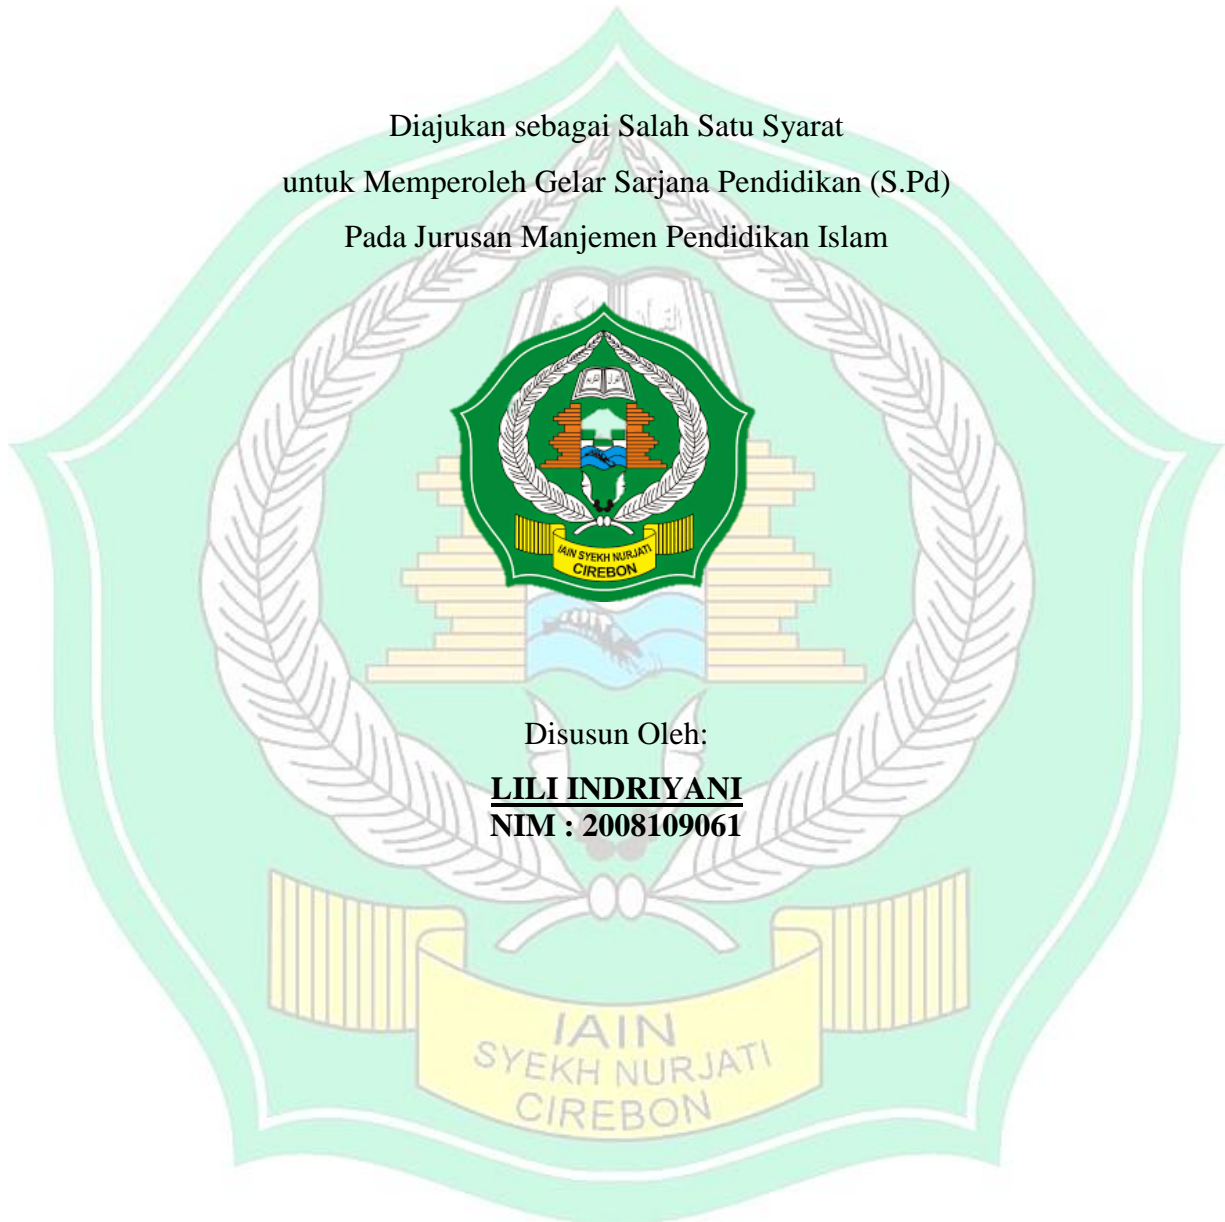 Diajukan sebagai Salah Satu Syarat
untuk Memperoleh Gelar Sarjana Pendidikan (S.Pd)
Pada Jurusan Manjemen Pendidikan Islam
IAIN SYEKH NURJATI
CIREBON
Disusun Oleh:
LILI INDRIYANI
NIM : 2008109061
IAIN
SYEKH NURJATI
CIREBON